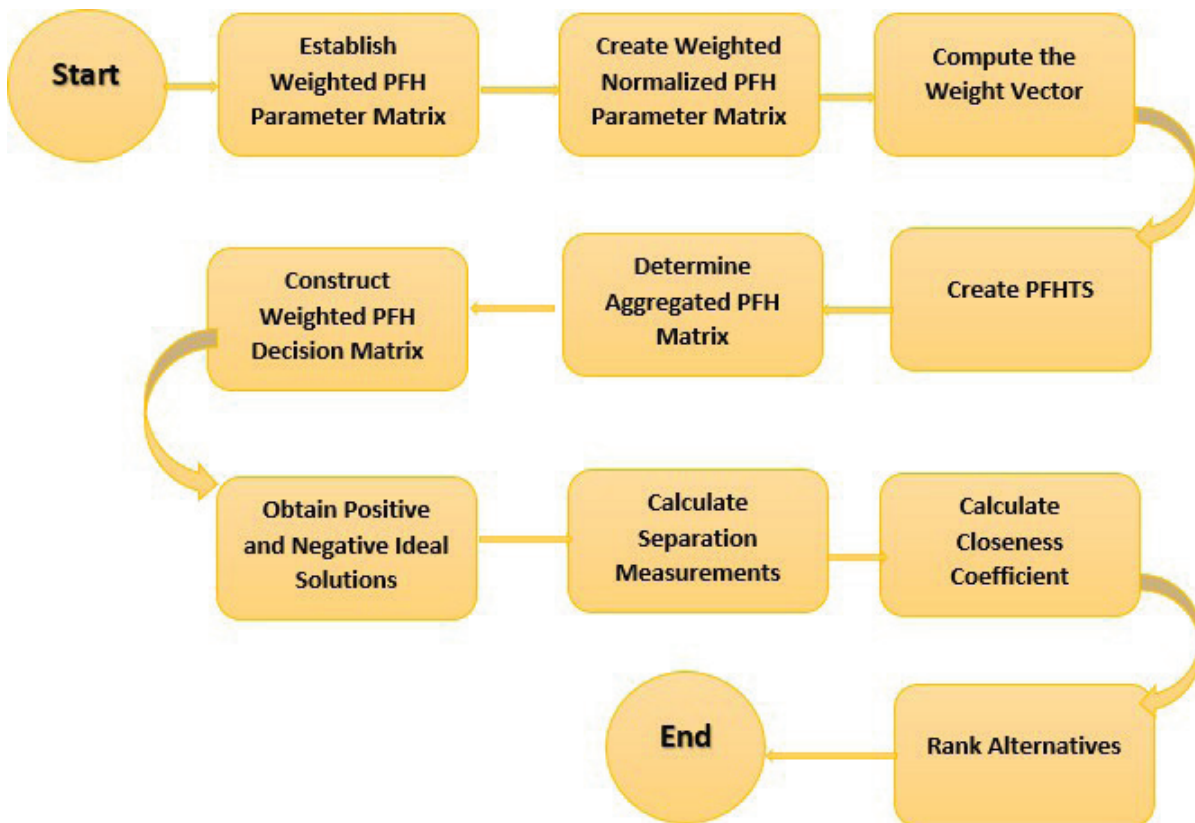 Start
Establish
Weighted PFH
Parameter Matrix
Create Weighted
Normalized PFH
Parameter Matrix
Compute the
Weight Vector
Create PFHTS
Determine
Aggregated PFH
Matrix
Construct
Weighted PFH
Decision Matrix
Obtain Positive
and Negative Ideal
Solutions
Calculate
Separation
Measurements
Calculate
Closeness
Coefficient
Rank Alternatives
End